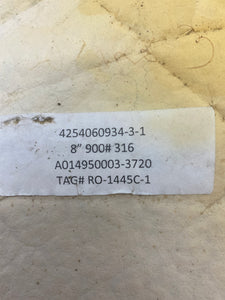 4254060934-3-1
8" 900# 316
A014950003-3720
TAG# RO-1445C-1